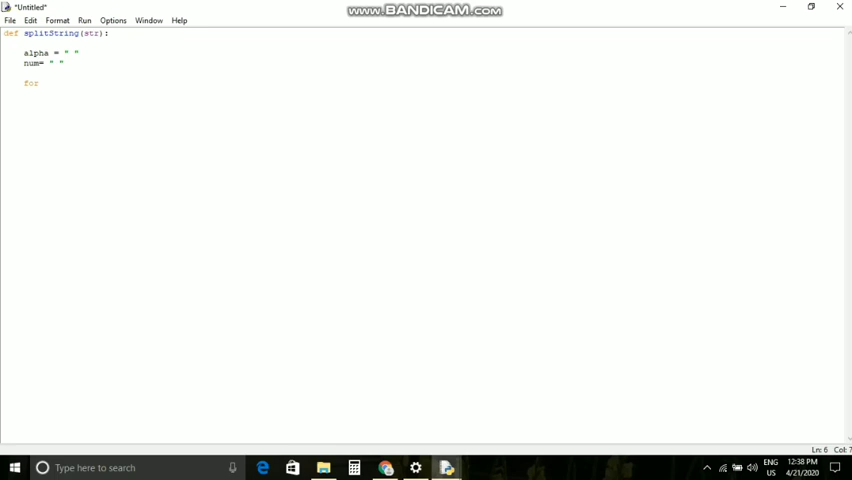 *Untitled*
www.BANDICAM.com
File Edit Format Run Options Window Help
def splitString(str):
alpha = " "
num= " "
for
Ln: 6 Col: 7
Type here to search
ENG
US
12:38 PM
4/21/2020